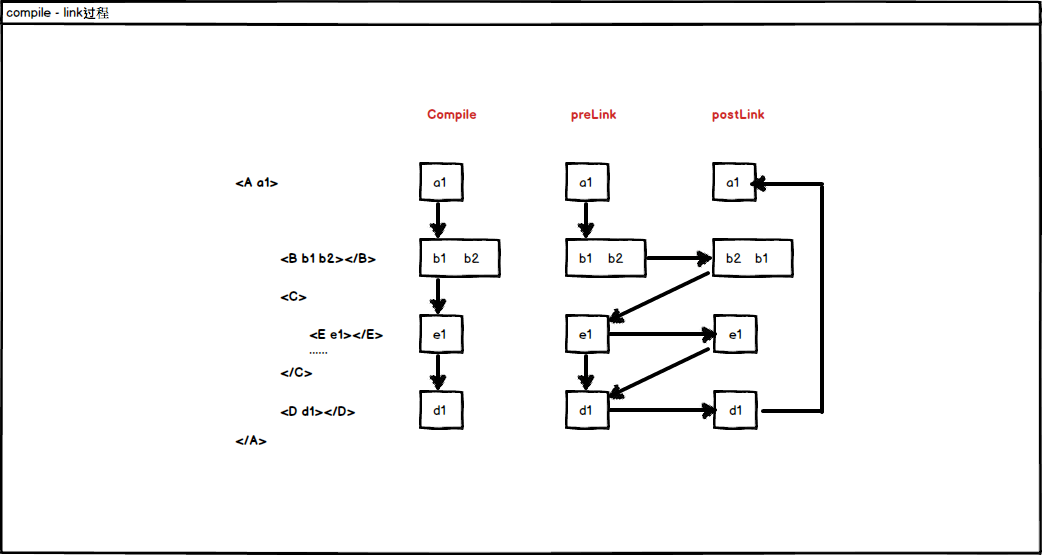 compile - link过程
Compile preLink postLink
<A a1> a1 a1 a1
<B b1 b2></B> b1 b2 b1 b2 b2 b1
<C>
<E e1></E> e1 e1 e1
......
</C>
<D d1></D> d1 d1 d1
</A>